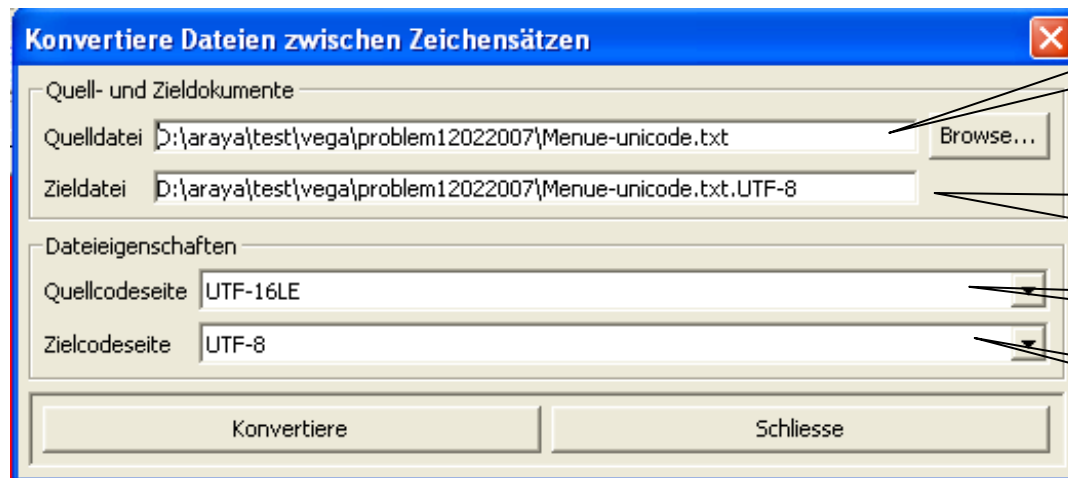 Konvertiere Dateien zwischen Zeichensätzen
Quell- und Zieldokumente
Quelldatei D:\araya\test\vega\problem12022007\Menue-unicode.txt Browse...
Zieldatei D:\araya\test\vega\problem12022007\Menue-unicode.txt.UTF-8
Dateieigenschaften
Quellcodeseite UTF-16LE
Zielcodeseite UTF-8
Konvertiere Schliesse